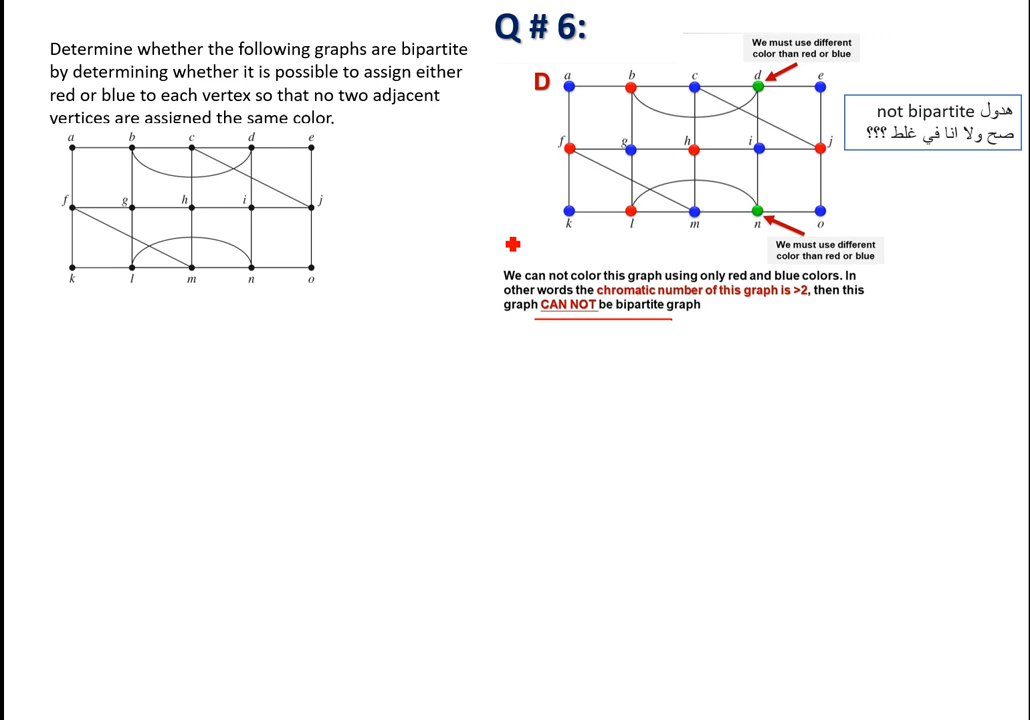 Q # 6:
Determine whether the following graphs are bipartite
by determining whether it is possible to assign either
red or blue to each vertex so that no two adjacent
vertices are assigned the same color.
a b c d e
f g h i j
k l m n o
We must use different
color than red or blue
D
a b c d e
f g h i j
k l m n o
هدول not bipartite
صح ولا انا في غلط ؟؟؟
We must use different
color than red or blue
We can not color this graph using only red and blue colors. In
other words the chromatic number of this graph is >2, then this
graph CAN NOT be bipartite graph